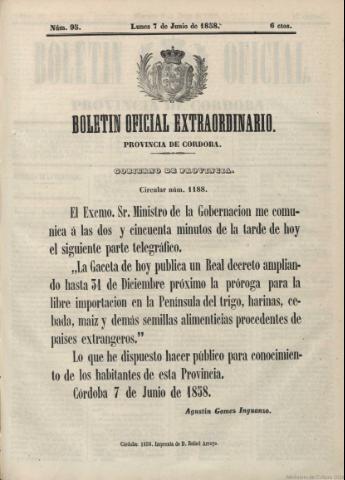 Núm. 95. Lunes 7 de Junio de 1858. 6 ctos.
BOLETIN OFICIAL EXTRAORDINARIO.
PROVINCIA DE CORDOBA.
GOBIERNO DE PROVINCIA.
Circular núm. 1188.
El Excmo. Sr. Ministro de la Gobernacion me comu-
nica á las dos y cincuenta minutos de la tarde de hoy
el siguiente parte telegráfico.
„La Gaceta de hoy publica un Real decreto amplian-
do hasta 31 de Diciembre próximo la próroga para
la libre importacion en la Península del trigo, harinas, ce-
bada, maiz y demás semillas alimenticias procedentes de
paises extrangeros.”
Lo que he dispuesto hacer público para conocimien-
to de los habitantes de esta Provincia.
Córdoba 7 de Junio de 1858.
Agustin Gomes Inguanzo.
Córdoba: 1858. Imprenta de D. Rafael Arroyo.